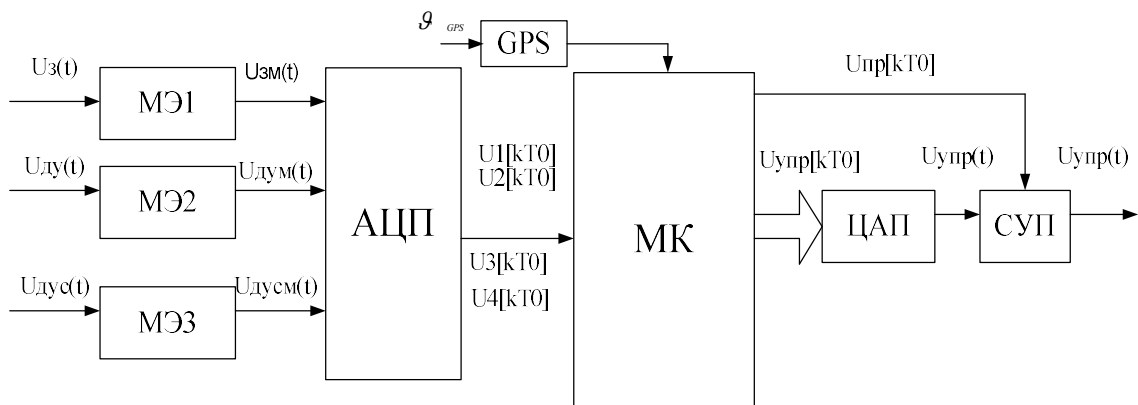 ϑ GPS
GPS
Uз(t)
МЭ1
Uзм(t)
Uпр[kT0]
Uду(t)
МЭ2
Uдум(t)
АЦП
U1[kT0]
U2[kT0]
МК
Uупр[kT0]
ЦАП
Uупр(t)
СУП
Uупр(t)
U3[kT0]
U4[kT0]
Uдус(t)
МЭ3
Uдусм(t)